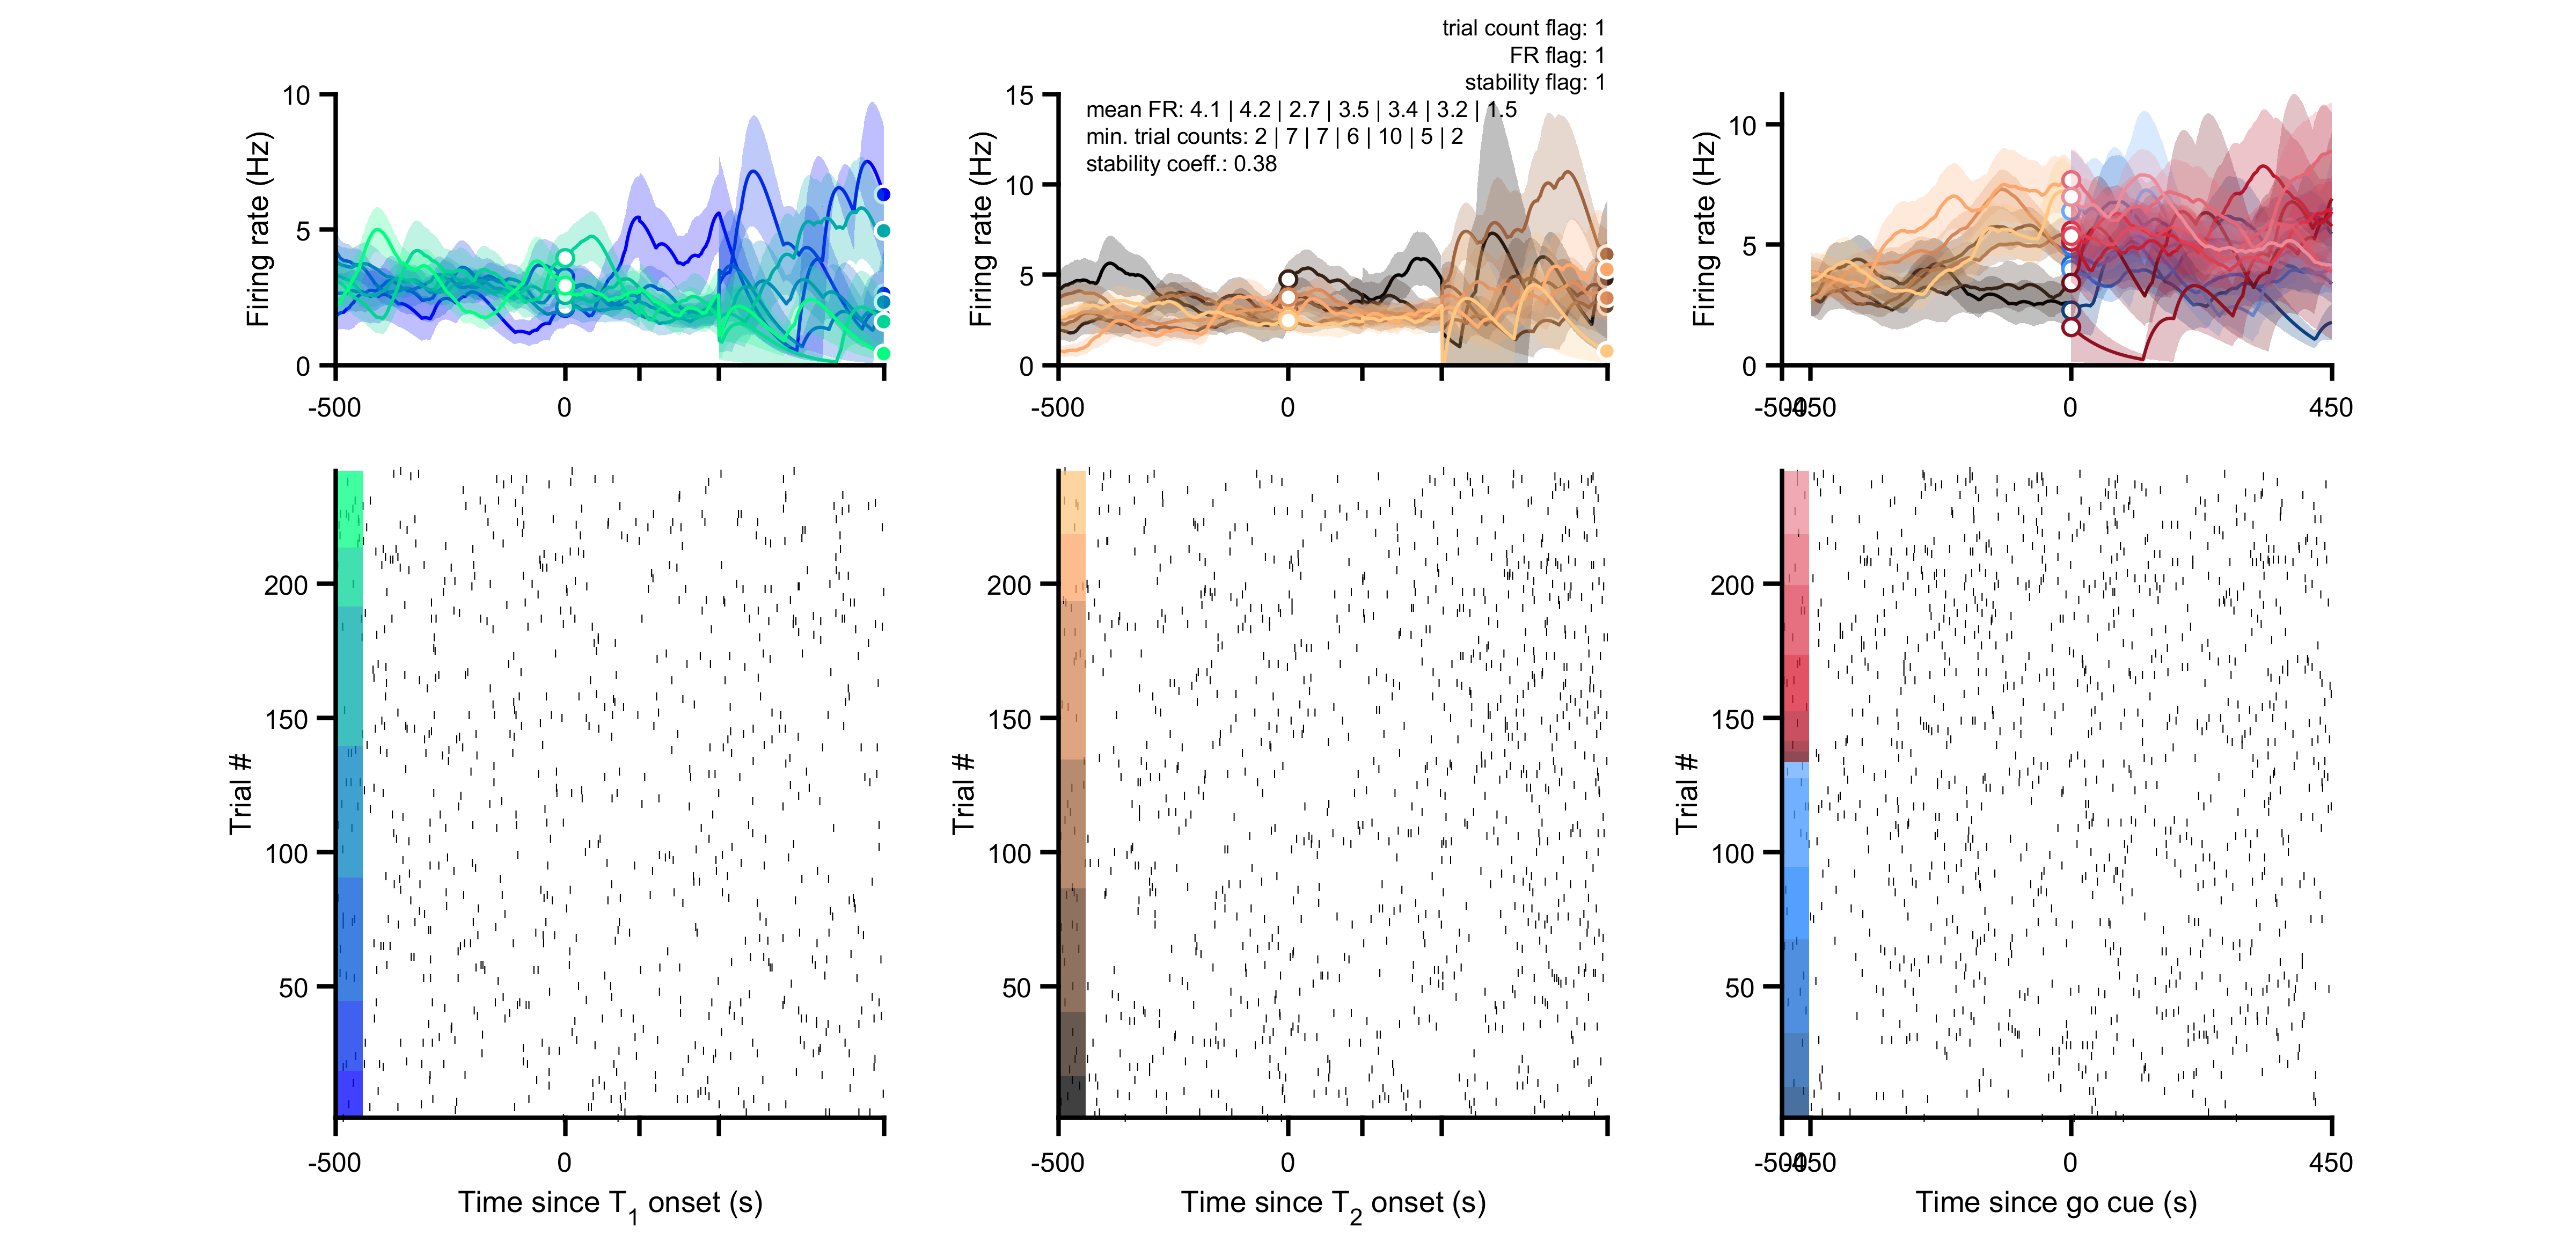 trial count flag: 1
FR flag: 1
stability flag: 1
mean FR: 4.1 | 4.2 | 2.7 | 3.5 | 3.4 | 3.2 | 1.5
min. trial counts: 2 | 7 | 7 | 6 | 10 | 5 | 2
stability coeff.: 0.38
Firing rate (Hz)
10
5
0
-500
0
Firing rate (Hz)
15
10
5
0
-500
0
Firing rate (Hz)
10
5
0
-500
-450
0
450
Trial #
200
150
100
50
-500
0
Time since T1 onset (s)
Trial #
200
150
100
50
-500
0
Time since T2 onset (s)
Trial #
200
150
100
50
-500
-450
0
450
Time since go cue (s)